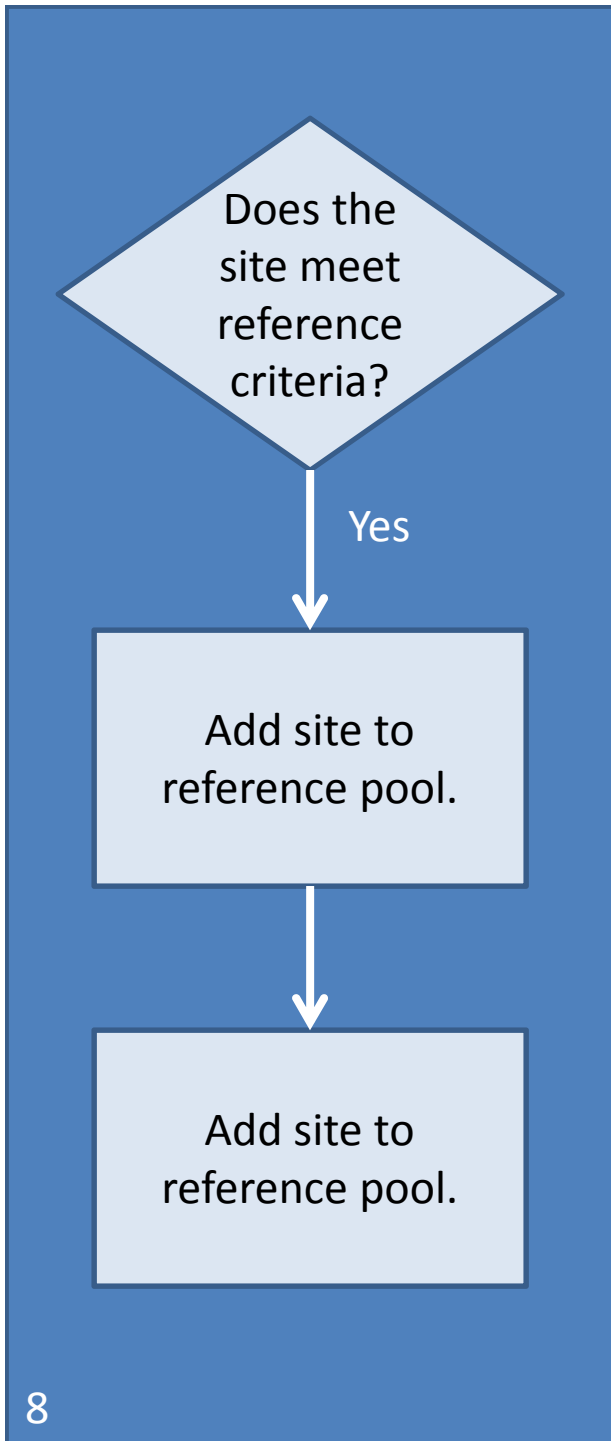 Does the
site meet
reference
criteria?
Yes
Add site to
reference pool.
Add site to
reference pool.
8